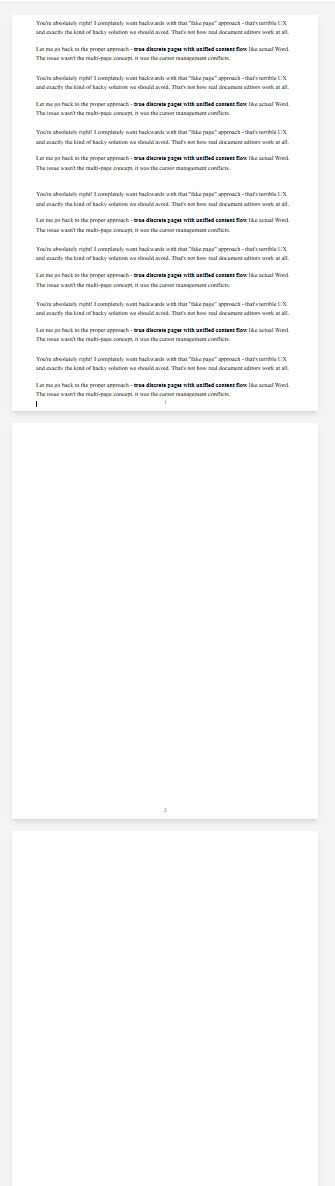 You're absolutely right! I completely went backwards with that "fake page" approach - that's terrible UX
and exactly the kind of hacky solution we should avoid. That's not how real document editors work at all.
Let me go back to the proper approach - true discrete pages with unified content flow like actual Word.
The issue wasn't the multi-page concept, it was the cursor management conflicts.
You're absolutely right! I completely went backwards with that "fake page" approach - that's terrible UX
and exactly the kind of hacky solution we should avoid. That's not how real document editors work at all.
Let me go back to the proper approach - true discrete pages with unified content flow like actual Word.
The issue wasn't the multi-page concept, it was the cursor management conflicts.
You're absolutely right! I completely went backwards with that "fake page" approach - that's terrible UX
and exactly the kind of hacky solution we should avoid. That's not how real document editors work at all.
Let me go back to the proper approach - true discrete pages with unified content flow like actual Word.
The issue wasn't the multi-page concept, it was the cursor management conflicts.
You're absolutely right! I completely went backwards with that "fake page" approach - that's terrible UX
and exactly the kind of hacky solution we should avoid. That's not how real document editors work at all.
Let me go back to the proper approach - true discrete pages with unified content flow like actual Word.
The issue wasn't the multi-page concept, it was the cursor management conflicts.
You're absolutely right! I completely went backwards with that "fake page" approach - that's terrible UX
and exactly the kind of hacky solution we should avoid. That's not how real document editors work at all.
Let me go back to the proper approach - true discrete pages with unified content flow like actual Word.
The issue wasn't the multi-page concept, it was the cursor management conflicts.
You're absolutely right! I completely went backwards with that "fake page" approach - that's terrible UX
and exactly the kind of hacky solution we should avoid. That's not how real document editors work at all.
Let me go back to the proper approach - true discrete pages with unified content flow like actual Word.
The issue wasn't the multi-page concept, it was the cursor management conflicts.
You're absolutely right! I completely went backwards with that "fake page" approach - that's terrible UX
and exactly the kind of hacky solution we should avoid. That's not how real document editors work at all.
Let me go back to the proper approach - true discrete pages with unified content flow like actual Word.
The issue wasn't the multi-page concept, it was the cursor management conflicts.
1
2